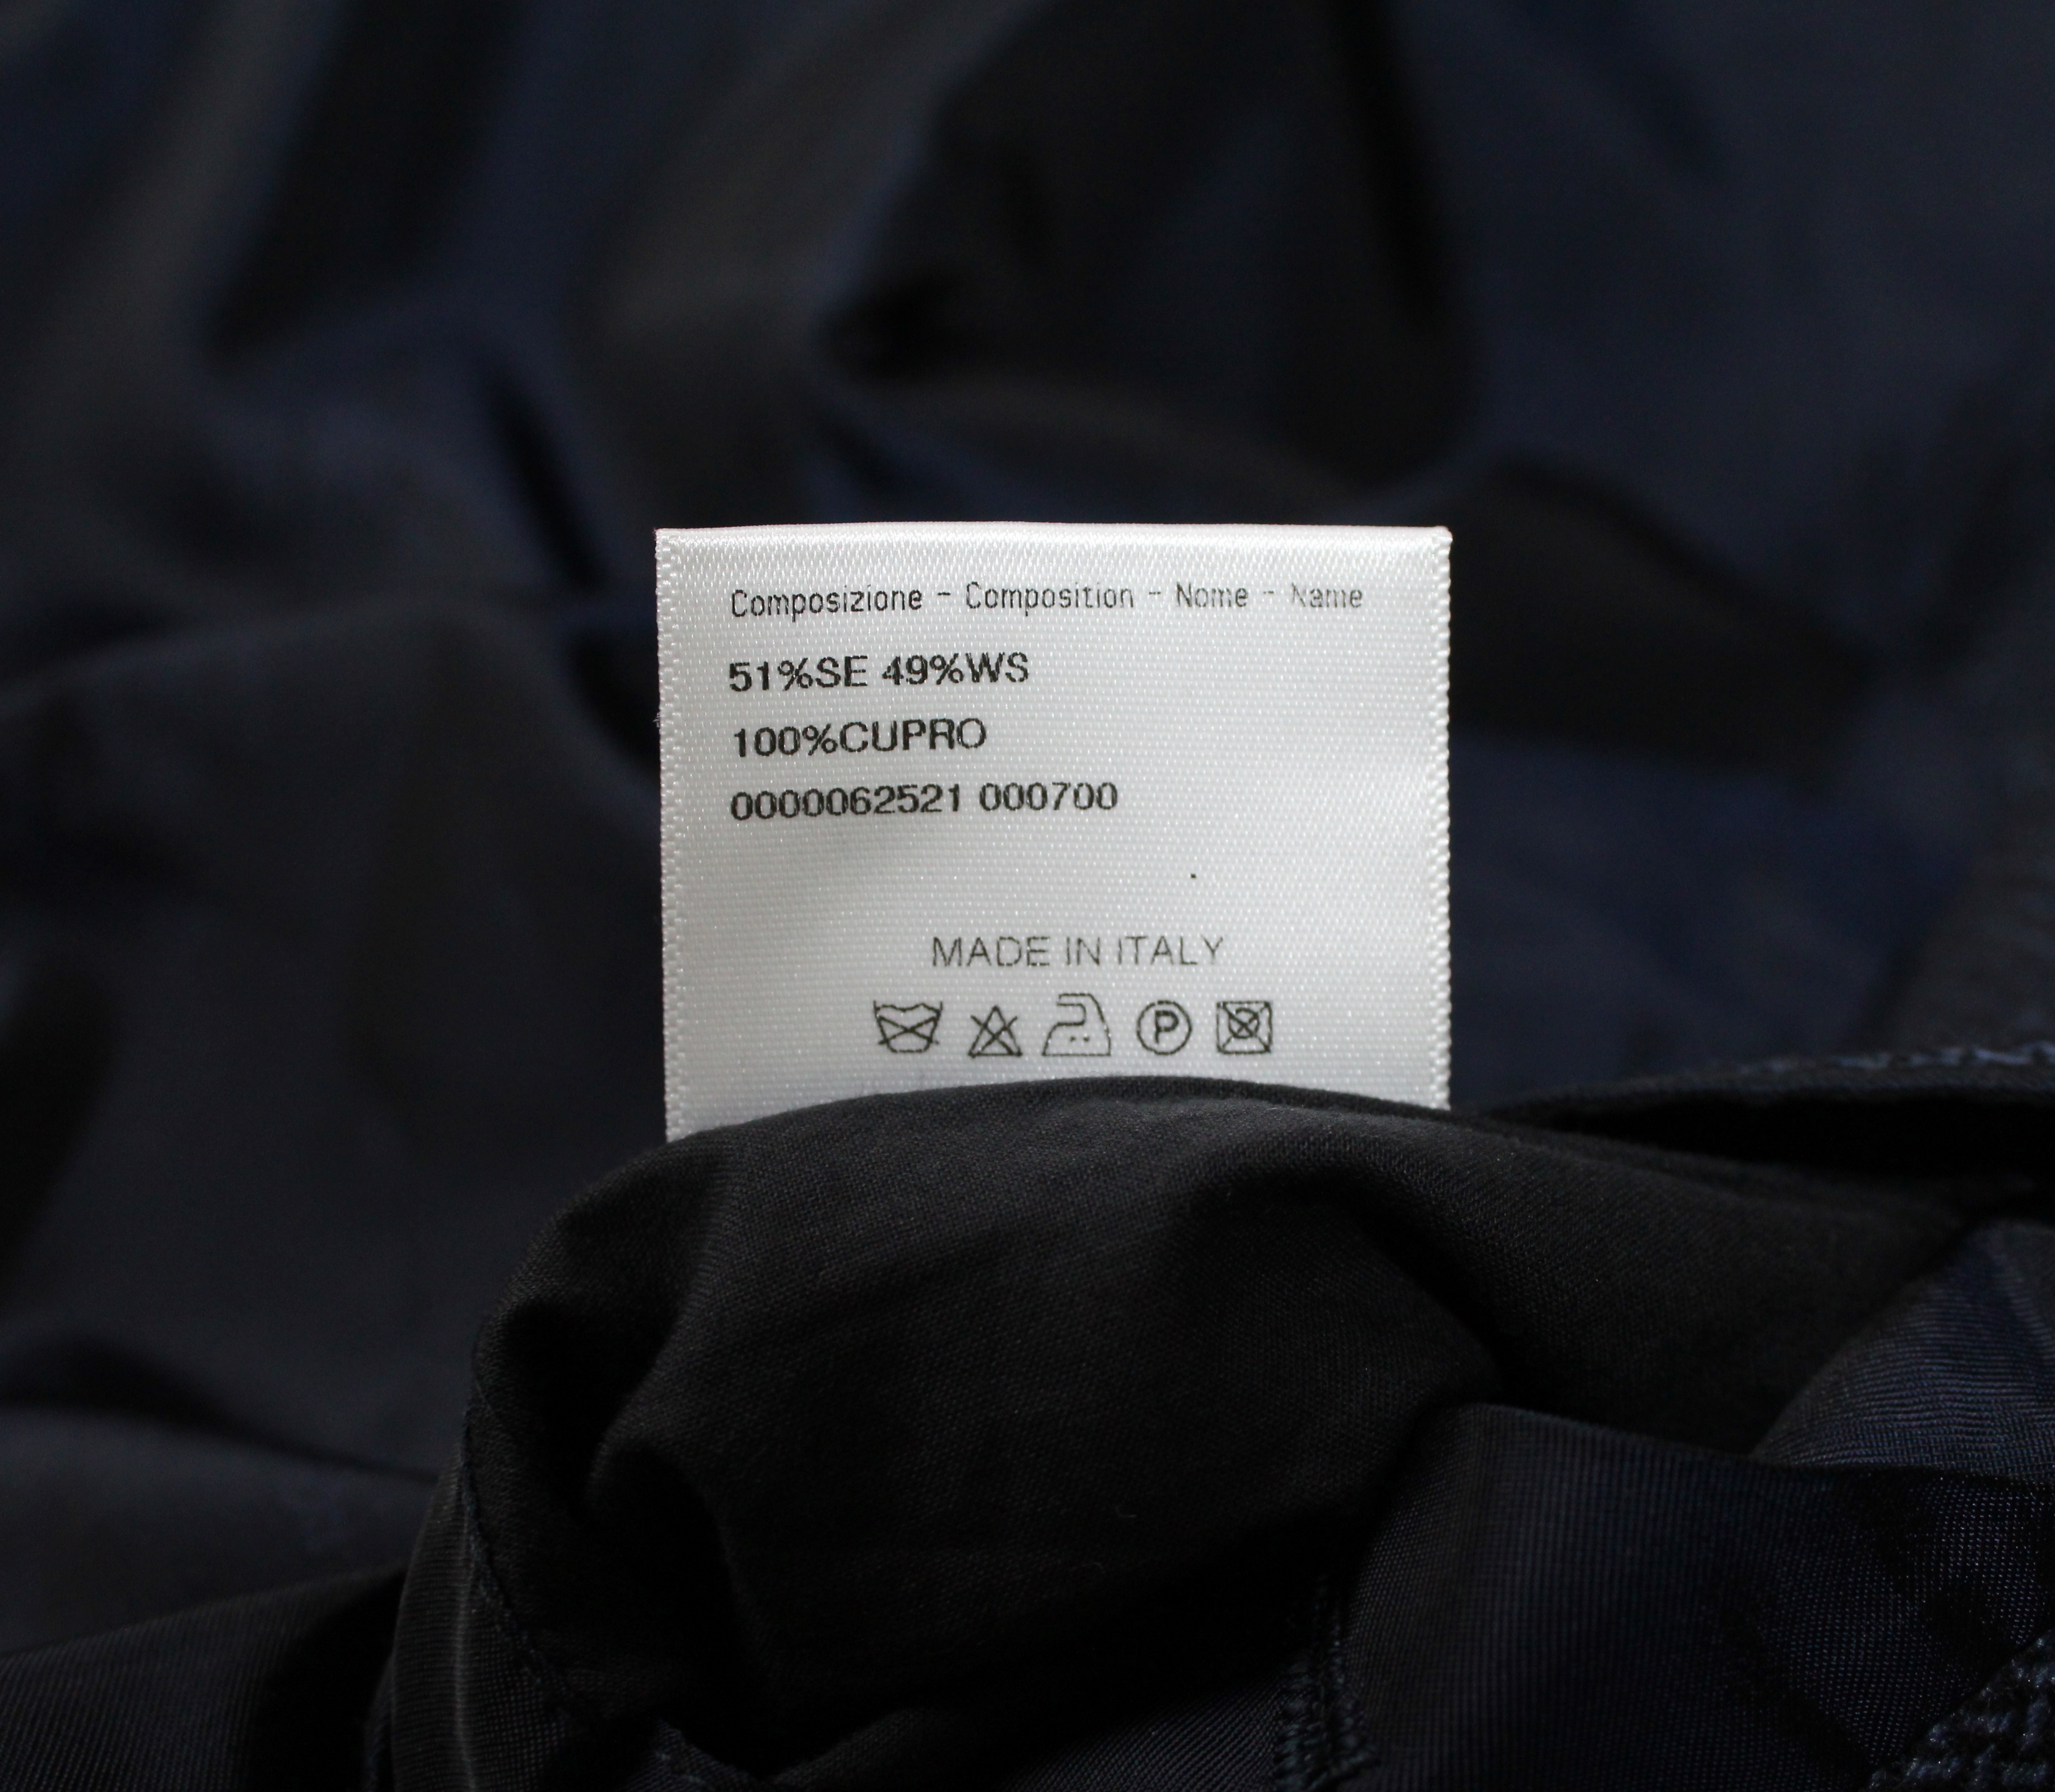 Composizione - Composition - Nome - Name
51%SE 49%WS
100%CUPRO
0000062521 000700
MADE IN ITALY
P